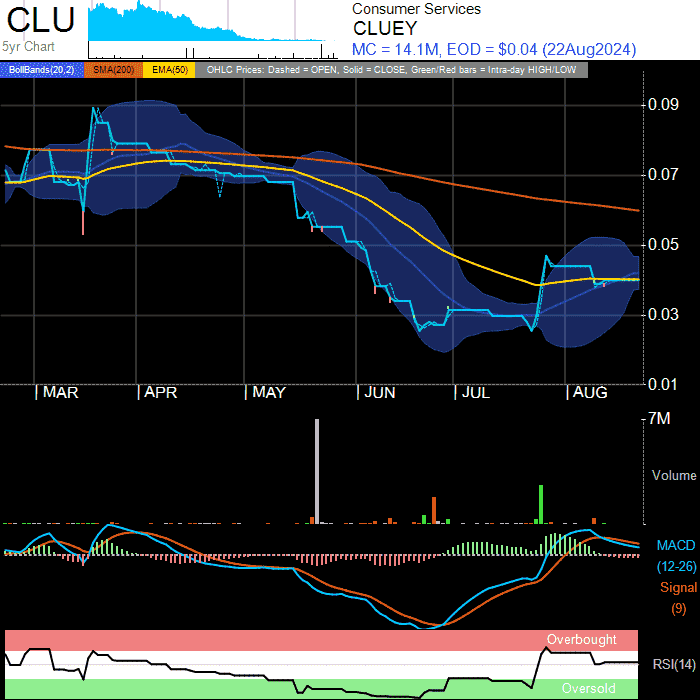 CLU
5yr Chart
Consumer Services
CLUEY
MC = 14.1M, EOD = $0.04 (22Aug2024)
BollBands(20,2) SMA(200) EMA(50) OHLC Prices: Dashed = OPEN, Solid = CLOSE, Green/Red bars = Intra-day HIGH/LOW
0.09
0.07
0.05
0.03
0.01
MAR APR MAY JUN JUL AUG
7M
Volume
MACD
(12-26)
Signal
(9)
Overbought
RSI(14)
Oversold